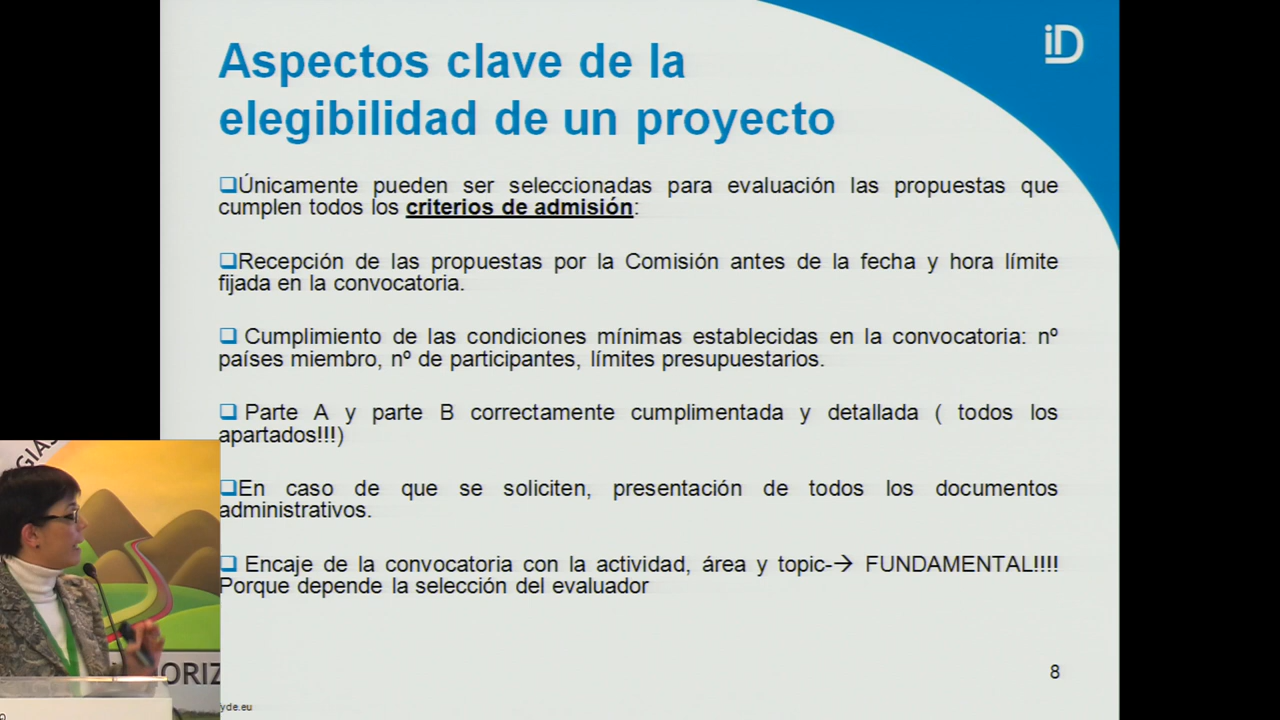 iD
Aspectos clave de la
elegibilidad de un proyecto
Únicamente pueden ser seleccionadas para evaluación las propuestas que
cumplen todos los criterios de admisión:
Recepción de las propuestas por la Comisión antes de la fecha y hora límite
fijada en la convocatoria.
Cumplimiento de las condiciones mínimas establecidas en la convocatoria: nº
países miembro, nº de participantes, límites presupuestarios.
Parte A y parte B correctamente cumplimentada y detallada ( todos los
apartados!!!)
En caso de que se soliciten, presentación de todos los documentos
administrativos.
Encaje de la convocatoria con la actividad, área y topic-→ FUNDAMENTAL!!!!
Porque depende la selección del evaluador
8
GIAS
ORIZ
yde.eu